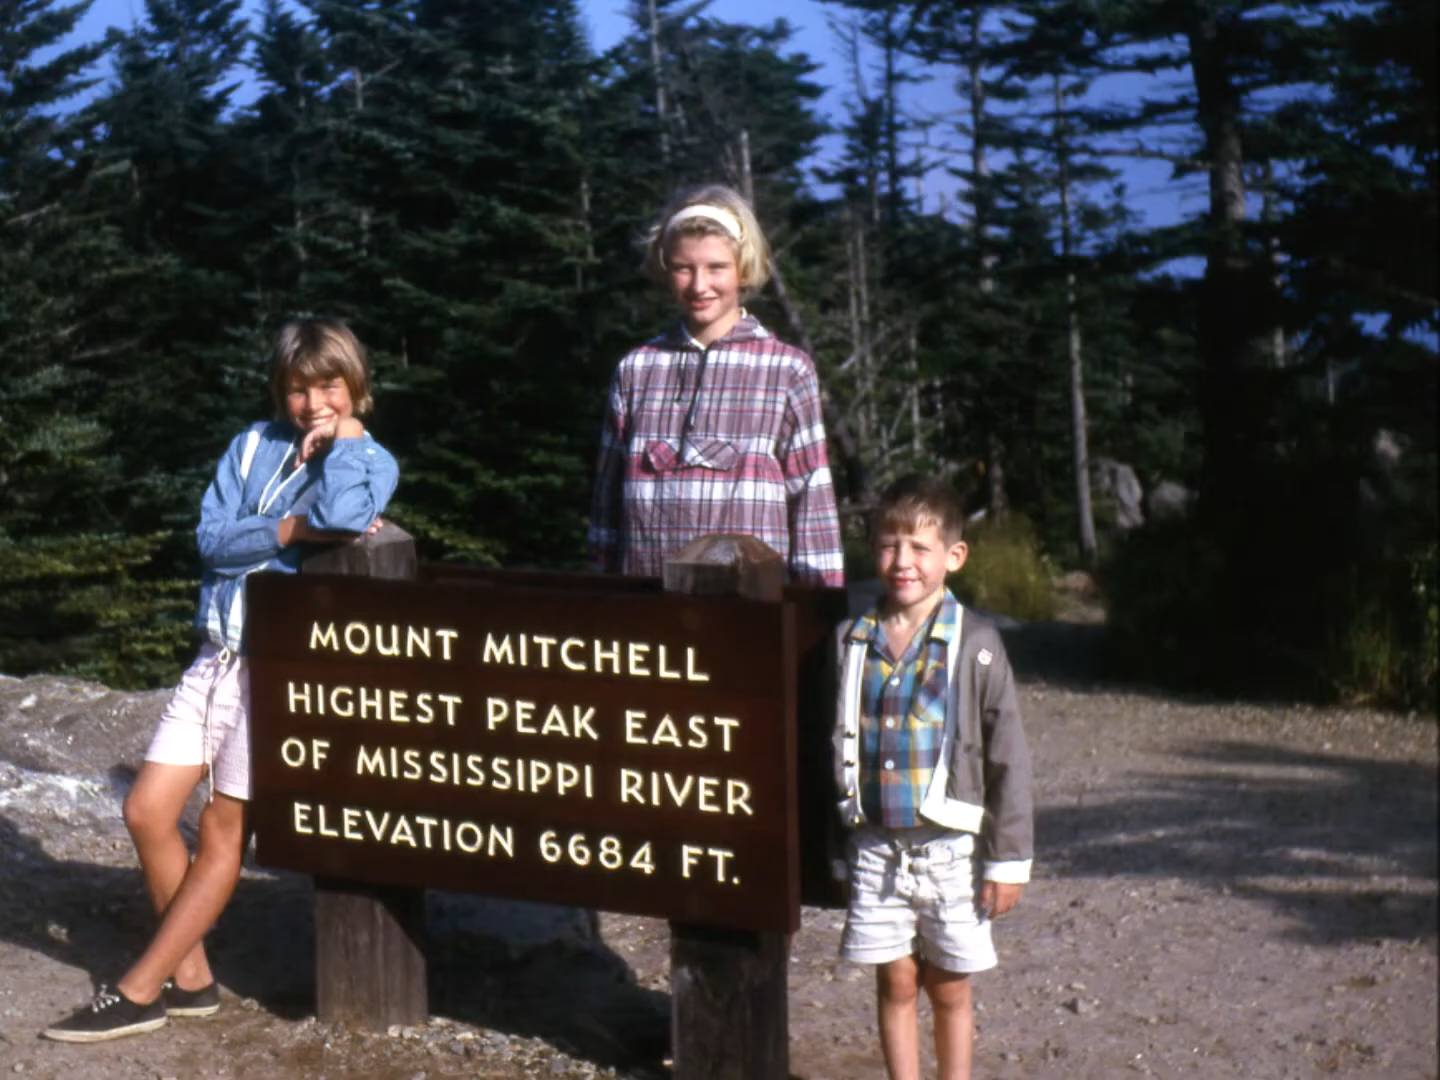 MOUNT MITCHELL
HIGHEST PEAK EAST
OF MISSISSIPPI RIVER
ELEVATION 6684 FT.